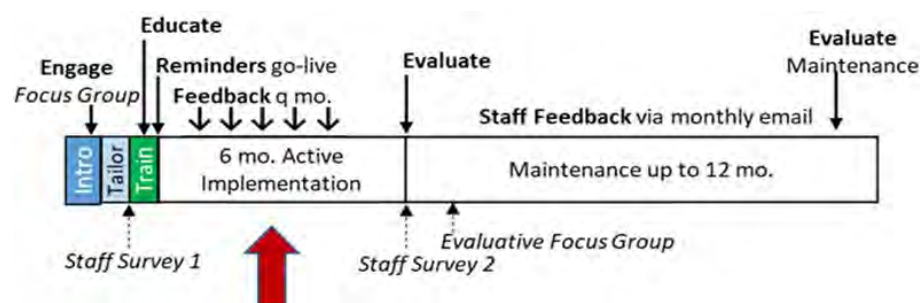 Educate
Engage
Focus Group
Reminders go-live
Feedback q mo.
Evaluate
Evaluate
Maintenance
Staff Feedback via monthly email
Intro
Tailor
Train
6 mo. Active
Implementation
Maintenance up to 12 mo.
Staff Survey 1
Staff Survey 2
Evaluative Focus Group